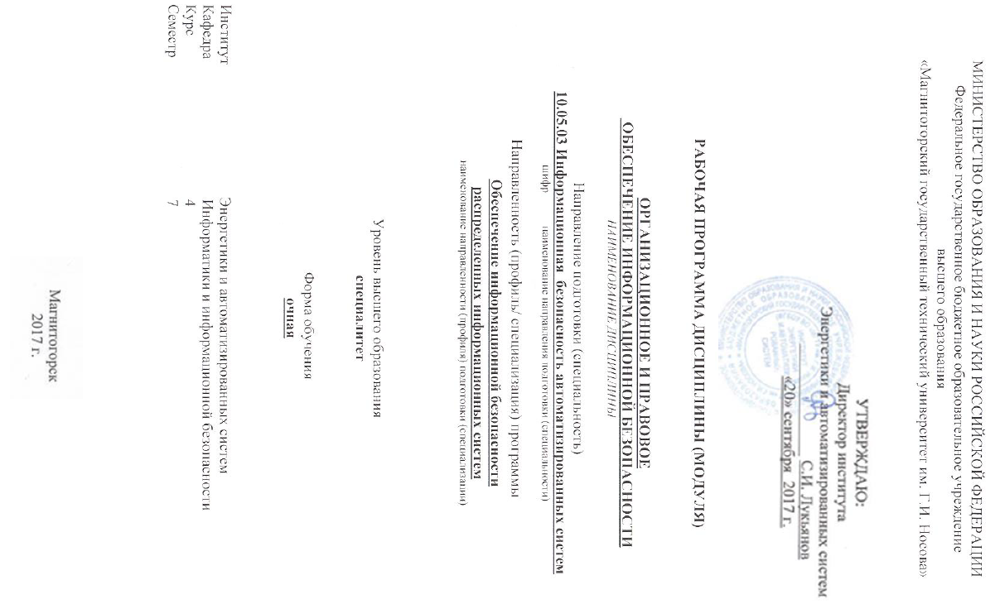 МИНИСТЕРСТВО ОБРАЗОВАНИЯ И НАУКИ РОССИЙСКОЙ ФЕДЕРАЦИИ
Федеральное государственное бюджетное образовательное учреждение
высшего образования
«Магнитогорский государственный технический университет им. Г.И. Носова»
УТВЕРЖДАЮ:
Директор института
Энергетики и автоматизированных систем
С.И. Лукьянов
«20» сентября 2017 г.
РАБОЧАЯ ПРОГРАММА ДИСЦИПЛИНЫ (МОДУЛЯ)
ОРГАНИЗАЦИОННОЕ И ПРАВОВОЕ
ОБЕСПЕЧЕНИЕ ИНФОРМАЦИОННОЙ БЕЗОПАСНОСТИ
НАИМЕНОВАНИЕ ДИСЦИПЛИНЫ
Направление подготовки (специальность)
10.05.03 Информационная безопасность автоматизированных систем
шифр наименование направления подготовки (специальности)
Направленность (профиль/ специализация) программы
Обеспечение информационной безопасности
распределенных информационных систем
наименование направленности (профиля) подготовки (специализации)
Уровень высшего образования
специалитет
Форма обучения
очная
Институт Энергетики и автоматизированных систем
Кафедра Информатики и информационной безопасности
Курс 4
Семестр 7
Магнитогорск
2017 г.